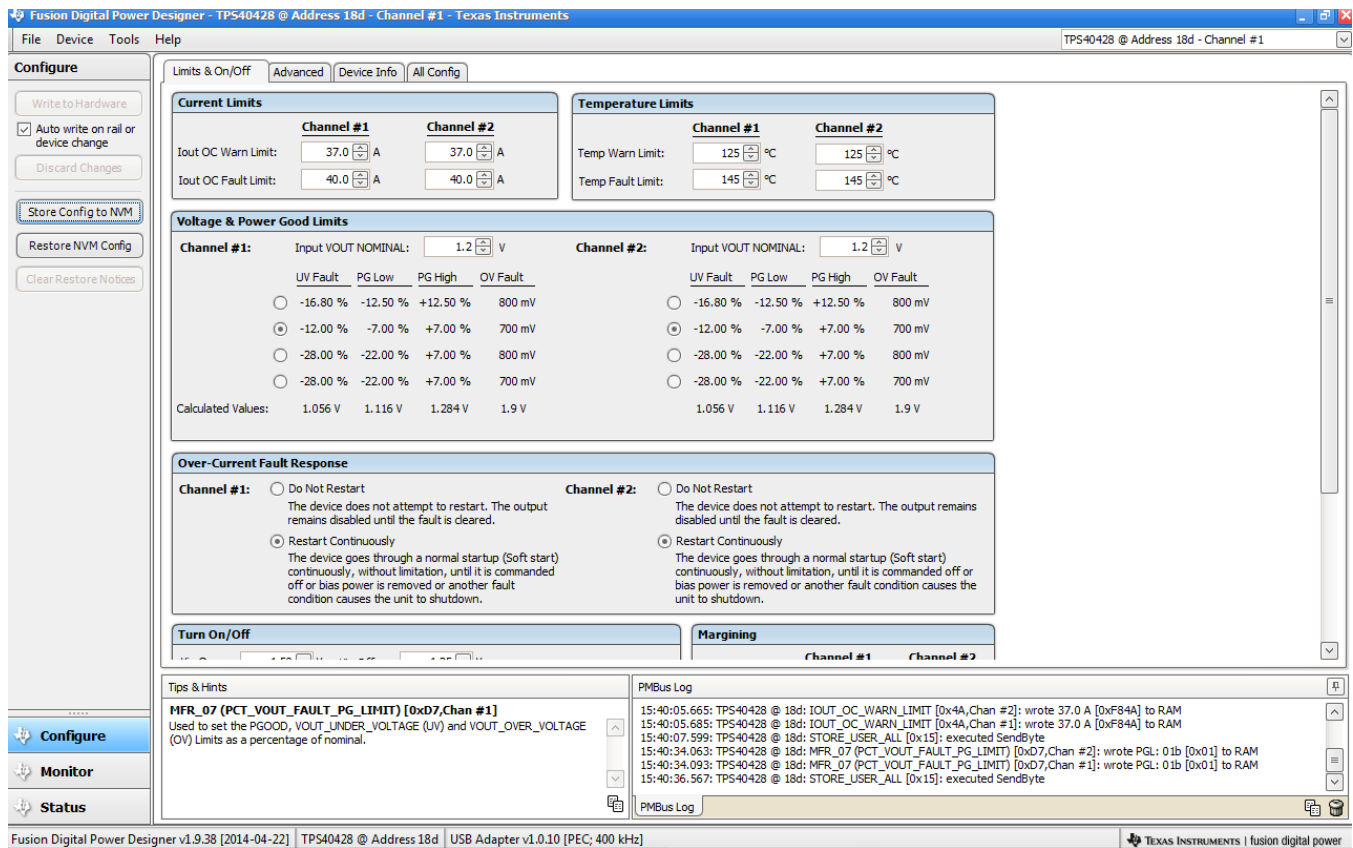 Fusion Digital Power Designer - TPS40428 @ Address 18d - Channel #1 - Texas Instruments
File Device Tools Help
TPS40428 @ Address 18d - Channel #1
Configure
Write to Hardware
Auto write on rail or
device change
Discard Changes
Store Config to NVM
Restore NVM Config
Clear Restore Notices
Limits & On/Off Advanced Device Info All Config
Current Limits
Channel #1 Channel #2
Iout OC Warn Limit: 37.0 A 37.0 A
Iout OC Fault Limit: 40.0 A 40.0 A
Temperature Limits
Channel #1 Channel #2
Temp Warn Limit: 125 ºC 125 ºC
Temp Fault Limit: 145 ºC 145 ºC
Voltage & Power Good Limits
Channel #1: Input VOUT NOMINAL: 1.2 V Channel #2: Input VOUT NOMINAL: 1.2 V
UV Fault PG Low PG High OV Fault UV Fault PG Low PG High OV Fault
-16.80 % -12.50 % +12.50 % 800 mV -16.80 % -12.50 % +12.50 % 800 mV
-12.00 % -7.00 % +7.00 % 700 mV -12.00 % -7.00 % +7.00 % 700 mV
-28.00 % -22.00 % +7.00 % 800 mV -28.00 % -22.00 % +7.00 % 800 mV
-28.00 % -22.00 % +7.00 % 700 mV -28.00 % -22.00 % +7.00 % 700 mV
Calculated Values: 1.056 V 1.116 V 1.284 V 1.9 V 1.056 V 1.116 V 1.284 V 1.9 V
Over-Current Fault Response
Channel #1: Do Not Restart
The device does not attempt to restart. The output
remains disabled until the fault is cleared.
Restart Continuously
The device goes through a normal startup (Soft start)
continuously, without limitation, until it is commanded
off or bias power is removed or another fault
condition causes the unit to shutdown.
Channel #2: Do Not Restart
The device does not attempt to restart. The output remains
disabled until the fault is cleared.
Restart Continuously
The device goes through a normal startup (Soft start)
continuously, without limitation, until it is commanded off or
bias power is removed or another fault condition causes the
unit to shutdown.
Turn On/Off
Margining
Channel #1 Channel #2
Tips & Hints
MFR_07 (PCT_VOUT_FAULT_PG_LIMIT) [0xD7,Chan #1]
Used to set the PGOOD, VOUT_UNDER_VOLTAGE (UV) and VOUT_OVER_VOLTAGE
(OV) Limits as a percentage of nominal.
PMBus Log
15:40:05.665: TPS40428 @ 18d: IOUT_OC_WARN_LIMIT [0x4A,Chan #2]: wrote 37.0 A [0xF84A] to RAM
15:40:05.685: TPS40428 @ 18d: IOUT_OC_WARN_LIMIT [0x4A,Chan #1]: wrote 37.0 A [0xF84A] to RAM
15:40:07.599: TPS40428 @ 18d: STORE_USER_ALL [0x15]: executed SendByte
15:40:34.063: TPS40428 @ 18d: MFR_07 (PCT_VOUT_FAULT_PG_LIMIT) [0xD7,Chan #2]: wrote PGL: 01b [0x01] to RAM
15:40:34.093: TPS40428 @ 18d: MFR_07 (PCT_VOUT_FAULT_PG_LIMIT) [0xD7,Chan #1]: wrote PGL: 01b [0x01] to RAM
15:40:36.567: TPS40428 @ 18d: STORE_USER_ALL [0x15]: executed SendByte
PMBus Log
Configure
Monitor
Status
Fusion Digital Power Designer v1.9.38 [2014-04-22] TPS40428 @ Address 18d USB Adapter v1.0.10 [PEC; 400 kHz]
TEXAS INSTRUMENTS | fusion digital power